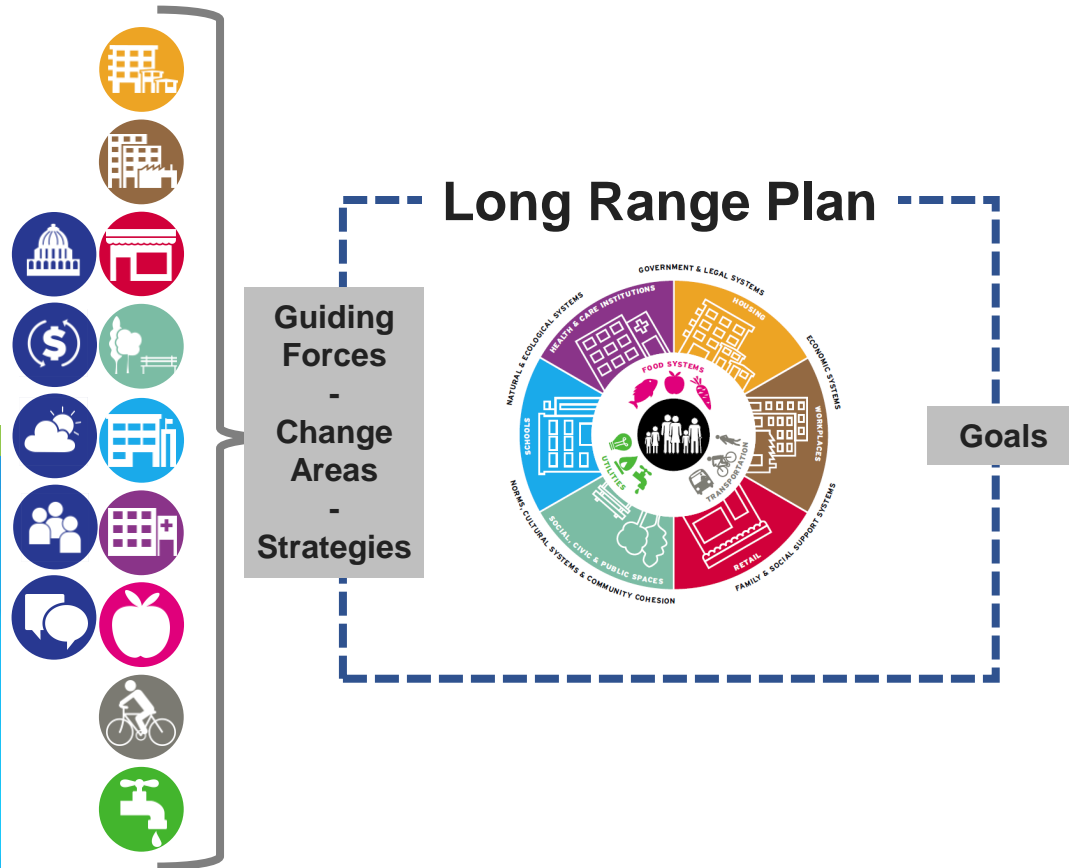 Long Range Plan
Guiding
Forces
-
Change
Areas
-
Strategies
$
GOVERNMENT & LEGAL SYSTEMS
ECONOMIC SYSTEMS
FAMILY & SOCIAL SUPPORT SYSTEMS
NORMS, CULTURAL SYSTEMS & COMMUNITY COHESION
NATURAL & ECOLOGICAL SYSTEMS
HEALTH & CARE INSTITUTIONS
HOUSING
WORKPLACES
RETAIL
SOCIAL, CIVIC & PUBLIC SPACES
SCHOOLS
FOOD SYSTEMS
TRANSPORTATION
UTILITIES
Goals